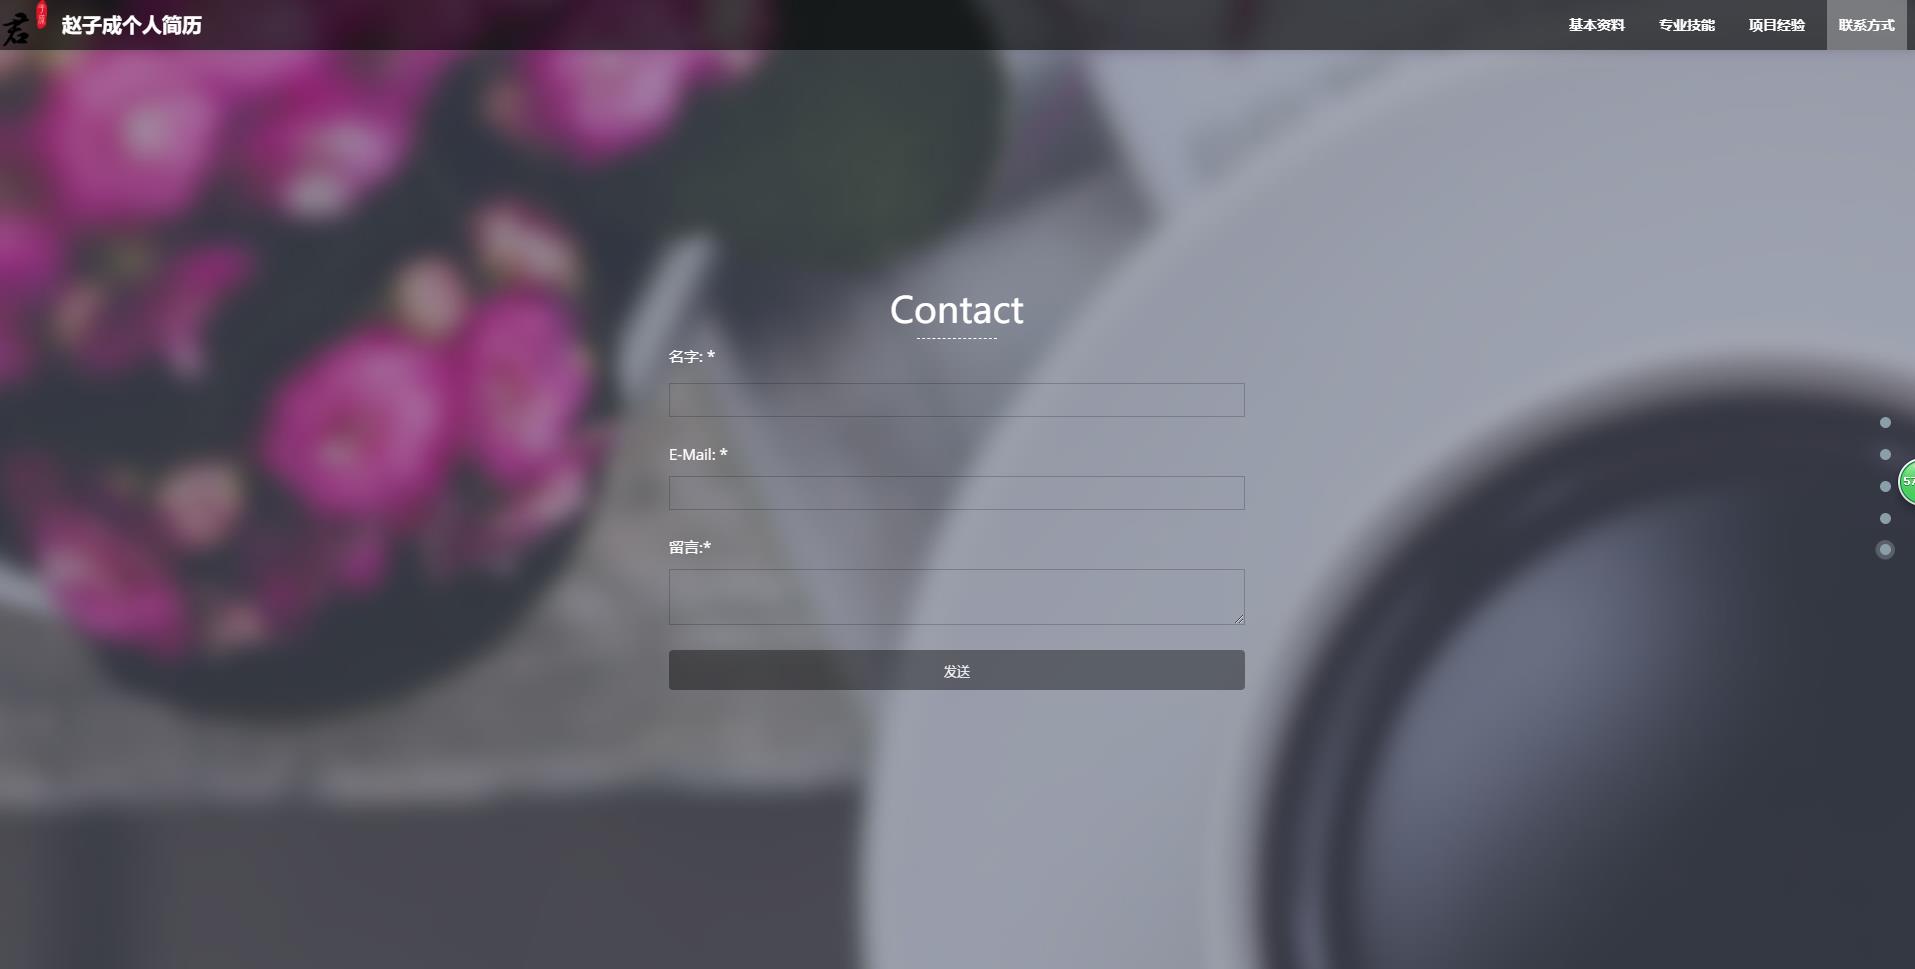 君
赵子成个人简历
基本资料
专业技能
项目经验
联系方式
Contact
名字: *
E-Mail: *
57
留言:*
发送